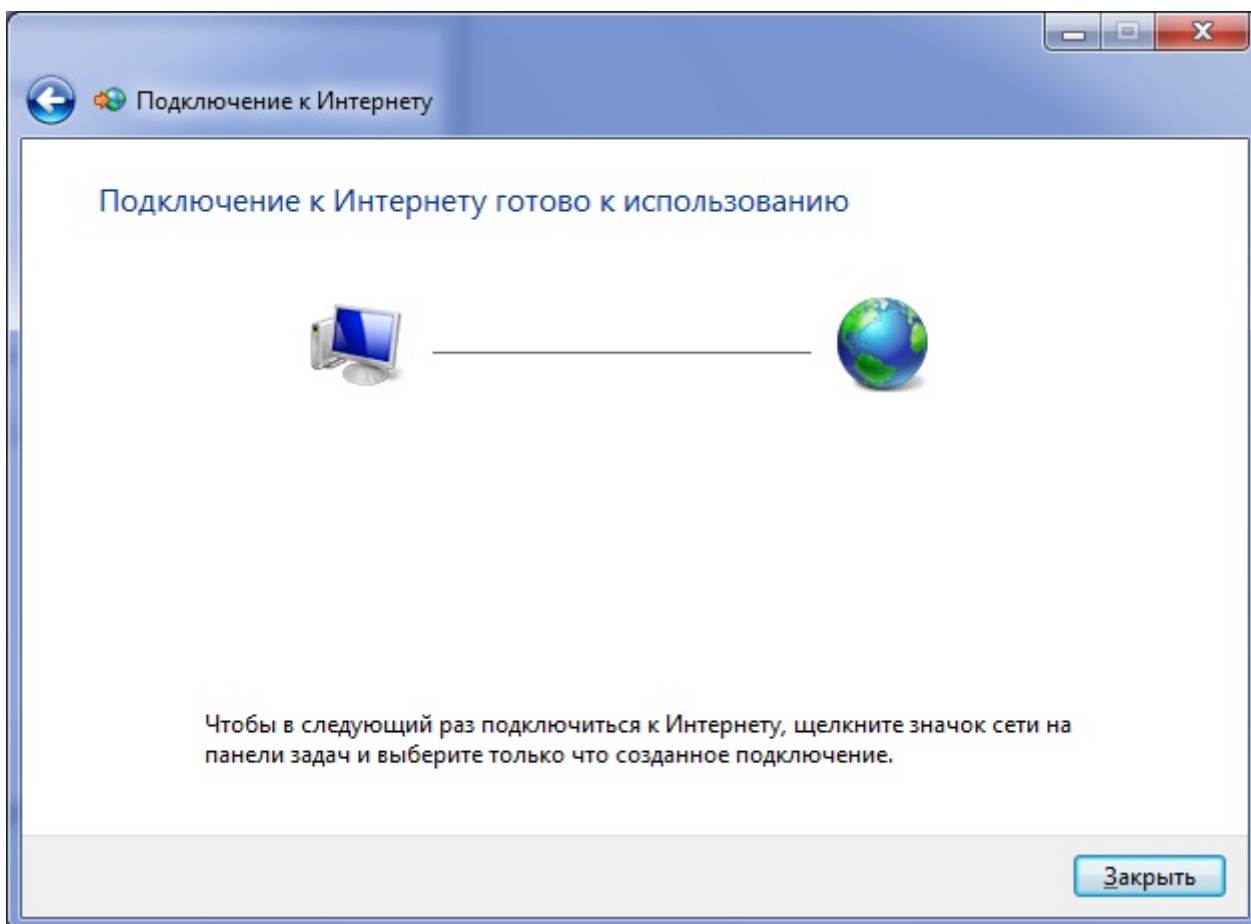 Подключение к Интернету
Подключение к Интернету готово к использованию
Чтобы в следующий раз подключиться к Интернету, щелкните значок сети на
панели задач и выберите только что созданное подключение.
Закрыть